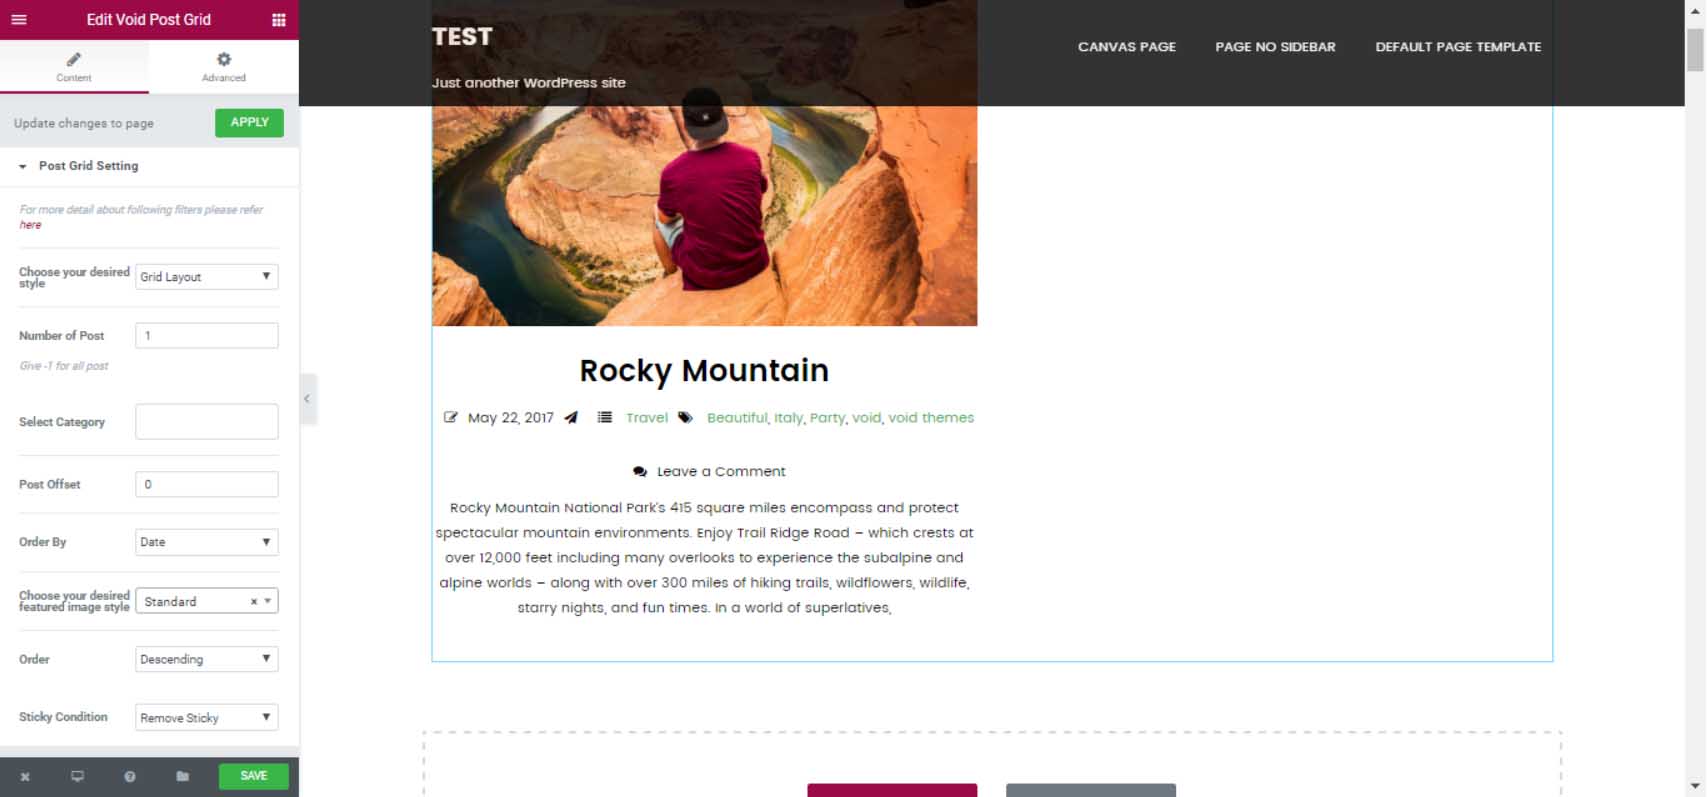 Edit Void Post Grid
Content
Advanced
Update changes to page
APPLY
Post Grid Setting
For more detail about following filters please refer
here
Choose your desired
style
Grid Layout
Number of Post
1
Give -1 for all post
Select Category
Post Offset
0
Order By
Date
Choose your desired
featured image style
Standard
Order
Descending
Sticky Condition
Remove Sticky
SAVE
TEST
Just another WordPress site
CANVAS PAGE
PAGE NO SIDEBAR
DEFAULT PAGE TEMPLATE
Rocky Mountain
May 22, 2017
Travel
Beautiful, Italy, Party, void, void themes
Leave a Comment
Rocky Mountain National Park's 415 square miles encompass and protect
spectacular mountain environments. Enjoy Trail Ridge Road – which crests at
over 12,000 feet including many overlooks to experience the subalpine and
alpine worlds – along with over 300 miles of hiking trails, wildflowers, wildlife,
starry nights, and fun times. In a world of superlatives,